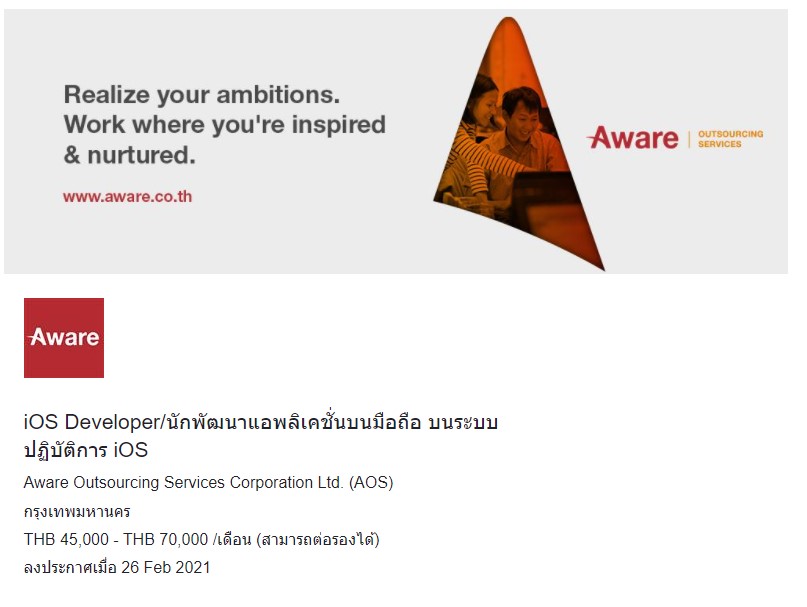 Realize your ambitions.
Work where you're inspired
& nurtured.
www.aware.co.th
Aware | OUTSOURCING
SERVICES
Aware
iOS Developer/นักพัฒนาแอพลิเคชั่นบนมือถือ บนระบบ
ปฏิบัติการ iOS
Aware Outsourcing Services Corporation Ltd. (AOS)
กรุงเทพมหานคร
THB 45,000 - THB 70,000 /เดือน (สามารถต่อรองได้)
ลงประกาศเมื่อ 26 Feb 2021